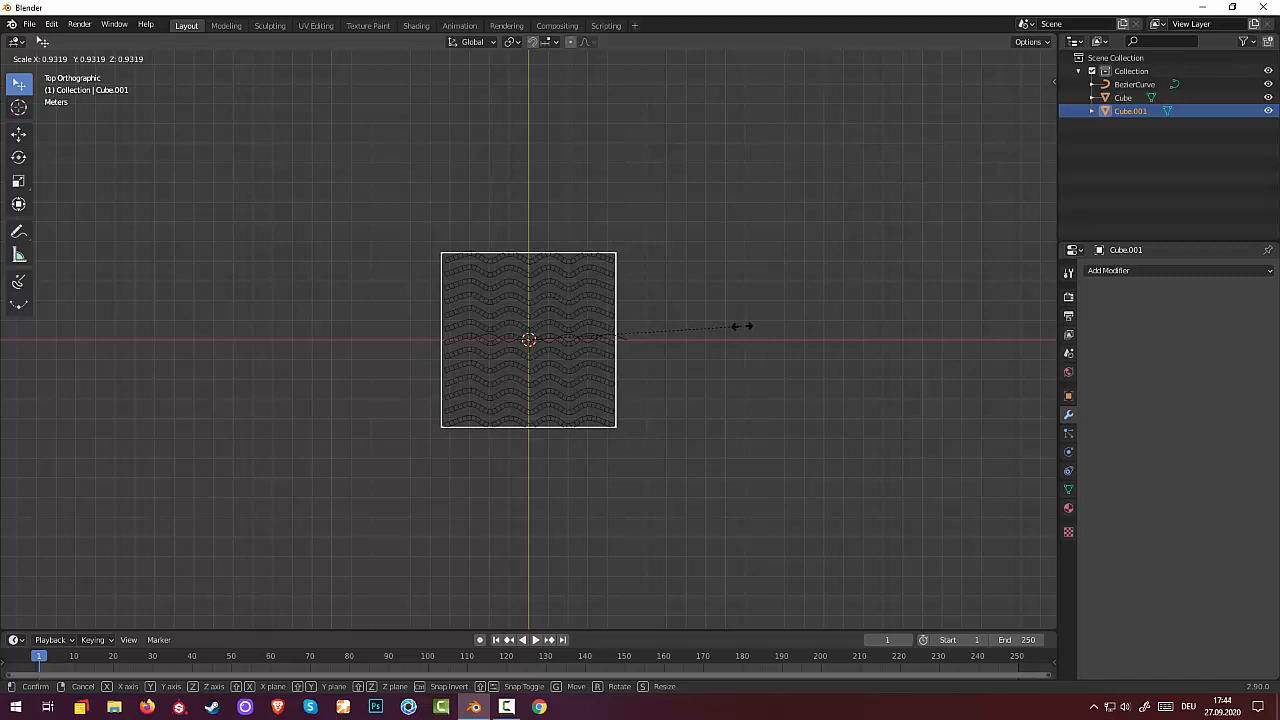 Blender
File Edit Render Window Help
Layout Modeling Sculpting UV Editing Texture Paint Shading Animation Rendering Compositing Scripting +
Scene
View Layer
Global
Options
Scale X: 0.9319 Y: 0.9319 Z: 0.9319
Top Orthographic
(1) Collection | Cube.001
Meters
Scene Collection
Collection
BezierCurve
Cube
Cube.001
Cube.001
Add Modifier
Playback Keying View Marker
1
Start 1
End 250
1 10 20 30 40 50 60 70 80 90 100 110 120 130 140 150 160 170 180 190 200 210 220 230 240 250
Confirm Cancel X X axis Y Y axis Z Z axis X X plane Y Y plane Z Z plane Snap Invert Snap Toggle G Move R Rotate S Resize
2.90.0
DEU
17:44
27.09.2020